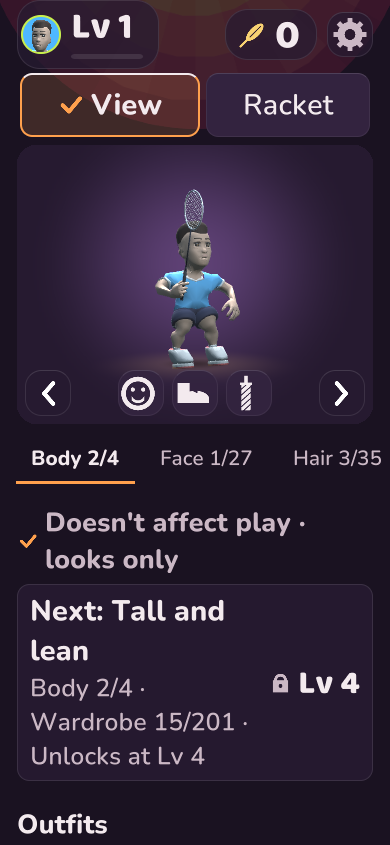 Lv 1
0
View
Racket
Body 2/4
Face 1/27
Hair 3/35
Doesn't affect play ·
looks only
Next: Tall and
lean
Body 2/4 ·
Wardrobe 15/201 ·
Unlocks at Lv 4
Lv 4
Outfits